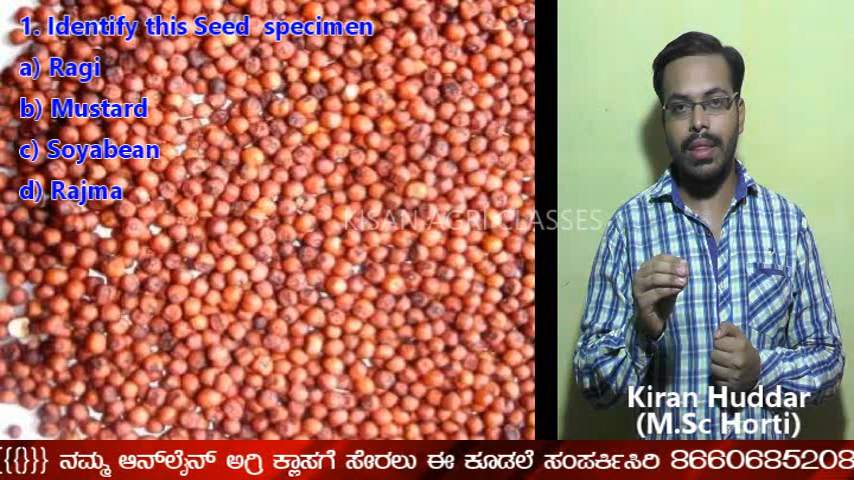 1. Identify this Seed specimen
a) Ragi
b) Mustard
c) Soyabean
d) Rajma
KISAN AGRI CLASSES
Kiran Huddar
(M.Sc Horti)
{{}}} ನಮ್ಮ ಆನ್‌ಲೈನ್ ಅಗ್ರಿ ಕ್ಲಾಸಗೆ ಸೇರಲು ಈ ಕೂಡಲೆ ಸಂಪರ್ಕಿಸಿರಿ 8660685208